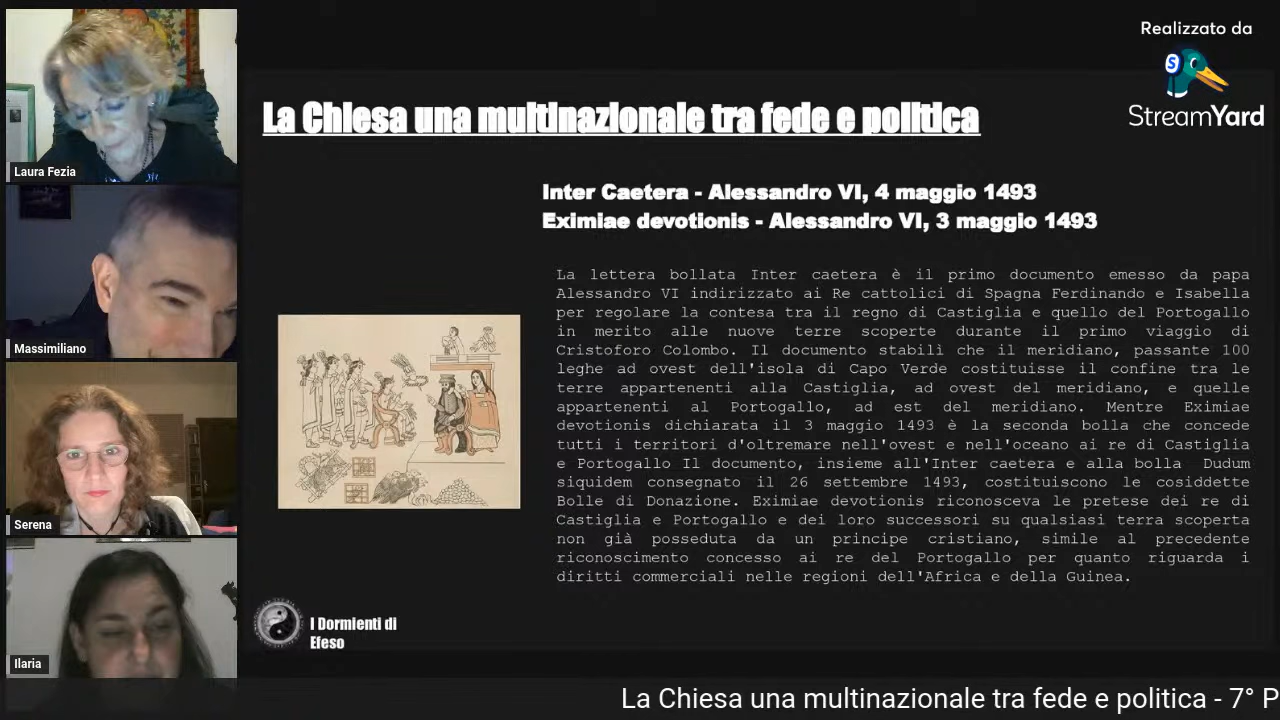 Realizzato da
StreamYard
La Chiesa una multinazionale tra fede e politica
Inter Caetera - Alessandro VI, 4 maggio 1493
Eximiae devotionis - Alessandro VI, 3 maggio 1493
La lettera bollata Inter caetera è il primo documento emesso da papa
Alessandro VI indirizzato ai Re cattolici di Spagna Ferdinando e Isabella
per regolare la contesa tra il regno di Castiglia e quello del Portogallo
in merito alle nuove terre scoperte durante il primo viaggio di
Cristoforo Colombo. Il documento stabilì che il meridiano, passante 100
leghe ad ovest dell'isola di Capo Verde costituisse il confine tra le
terre appartenenti alla Castiglia, ad ovest del meridiano, e quelle
appartenenti al Portogallo, ad est del meridiano. Mentre Eximiae
devotionis dichiarata il 3 maggio 1493 è la seconda bolla che concede
tutti i territori d'oltremare nell'ovest e nell'oceano ai re di Castiglia
e Portogallo Il documento, insieme all'Inter caetera e alla bolla Dudum
siquidem consegnato il 26 settembre 1493, costituiscono le cosiddette
Bolle di Donazione. Eximiae devotionis riconosceva le pretese dei re di
Castiglia e Portogallo e dei loro successori su qualsiasi terra scoperta
non già posseduta da un principe cristiano, simile al precedente
riconoscimento concesso ai re del Portogallo per quanto riguarda i
diritti commerciali nelle regioni dell'Africa e della Guinea.
Laura Fezia
Massimiliano
Serena
Ilaria
I Dormienti di
Efeso
La Chiesa una multinazionale tra fede e politica - 7° P